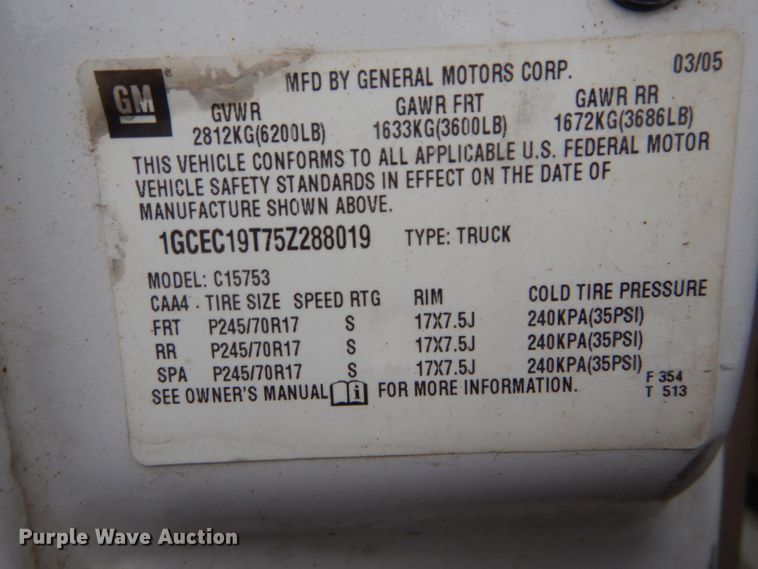 GM ®
MFD BY GENERAL MOTORS CORP. 03/05
GVWR GAWR FRT GAWR RR
2812KG(6200LB) 1633KG(3600LB) 1672KG(3686LB)
THIS VEHICLE CONFORMS TO ALL APPLICABLE U.S. FEDERAL MOTOR
VEHICLE SAFETY STANDARDS IN EFFECT ON THE DATE OF
MANUFACTURE SHOWN ABOVE.
1GCEC19T75Z288019 TYPE: TRUCK
MODEL: C15753
CAA4 TIRE SIZE SPEED RTG RIM COLD TIRE PRESSURE
FRT P245/70R17 S 17X7.5J 240KPA(35PSI)
RR P245/70R17 S 17X7.5J 240KPA(35PSI)
SPA P245/70R17 S 17X7.5J 240KPA(35PSI)
SEE OWNER'S MANUAL i FOR MORE INFORMATION.
F 354
T 513
Purple Wave Auction